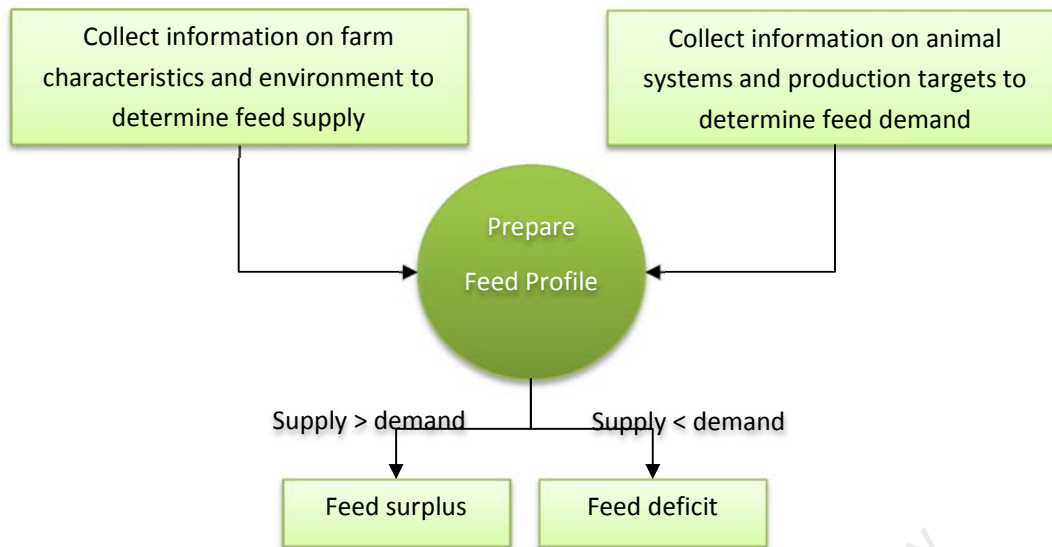 Collect information on farm
characteristics and environment to
determine feed supply
Collect information on animal
systems and production targets to
determine feed demand
Prepare
Feed Profile
Supply > demand
Supply < demand
Feed surplus
Feed deficit